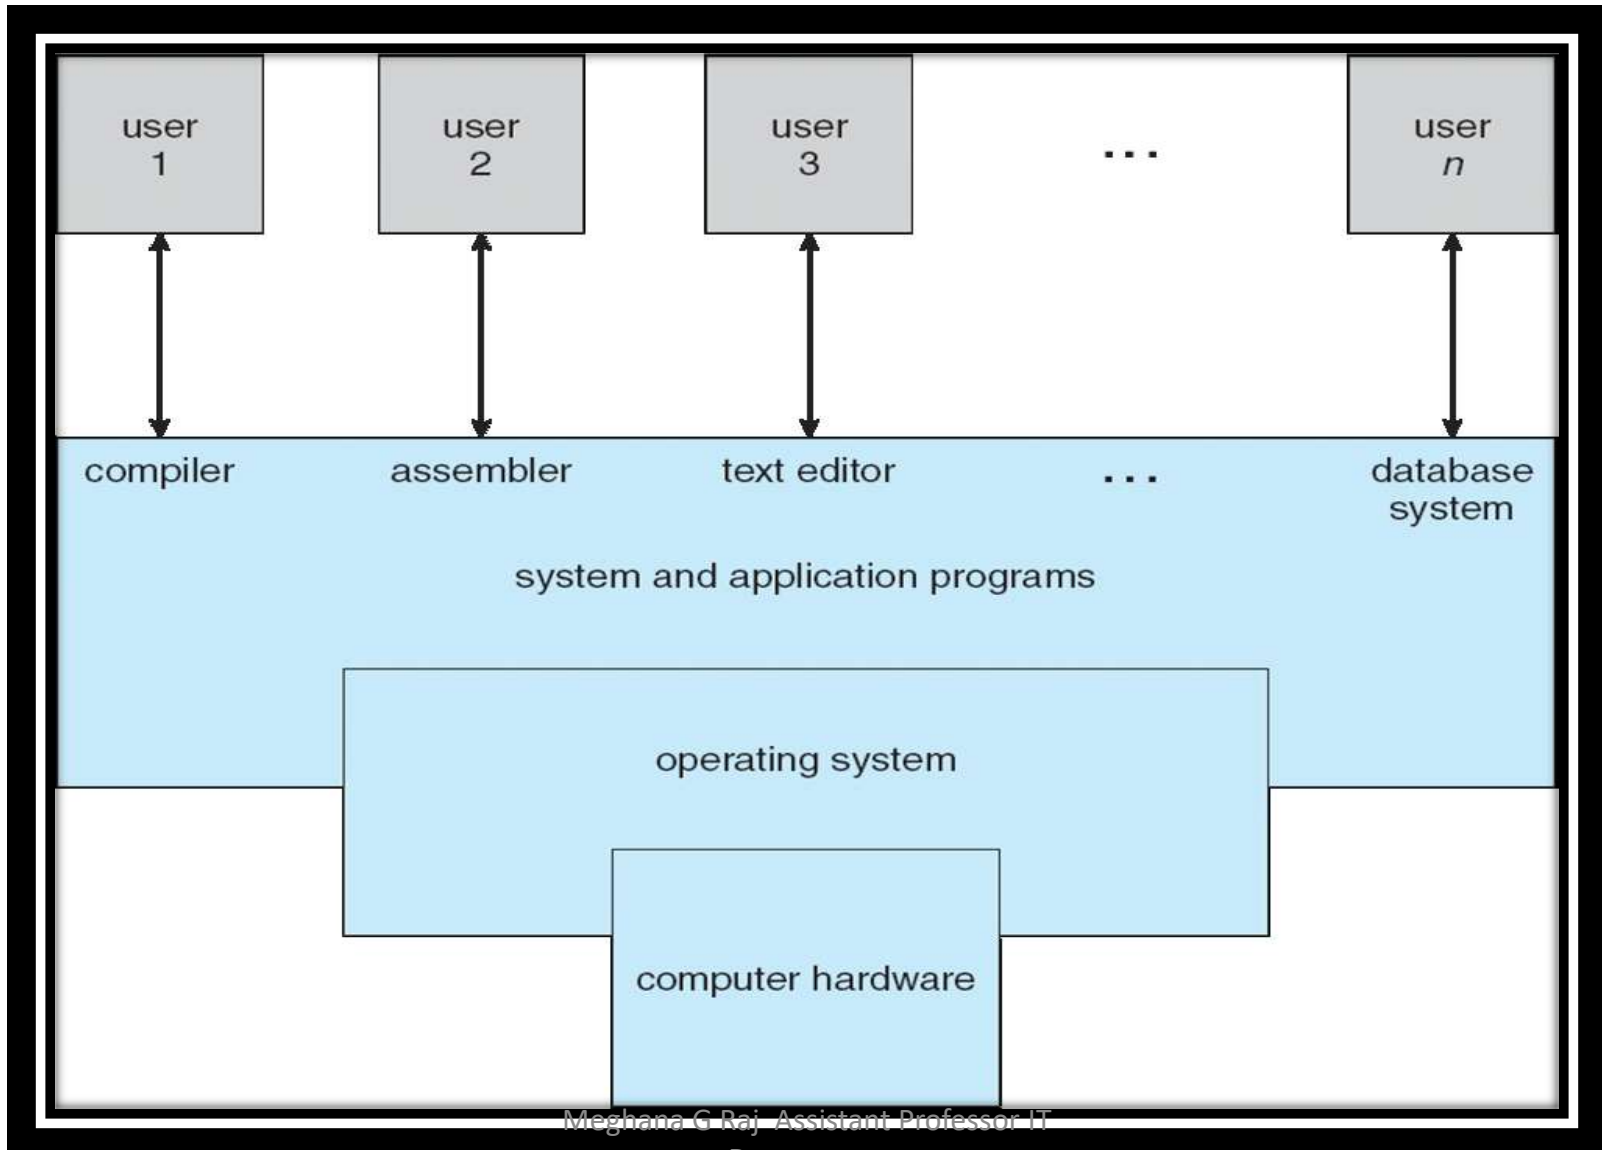 user
1
user
2
user
3
...
user
n
compiler
assembler
text editor
...
database
system
system and application programs
operating system
computer hardware
Meghana G Raj Assistant Professor IT